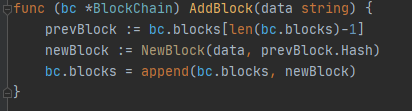 func (bc *BlockChain) AddBlock(data string) {
    prevBlock := bc.blocks[len(bc.blocks)-1]
    newBlock := NewBlock(data, prevBlock.Hash)
    bc.blocks = append(bc.blocks, newBlock)
}